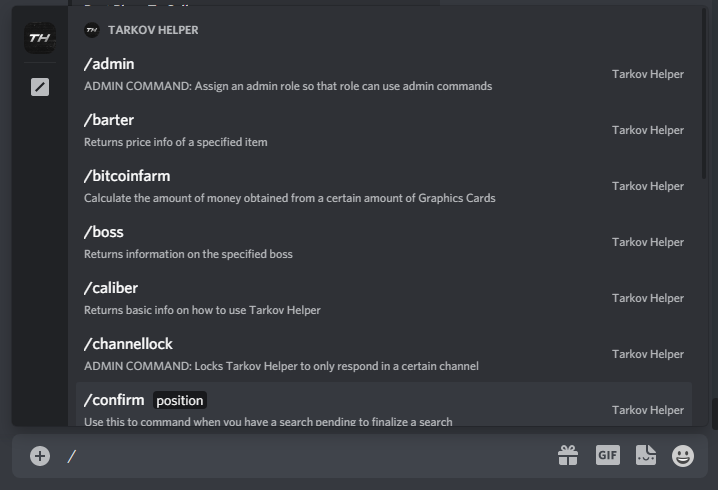 TH
TARKOV HELPER
/admin
ADMIN COMMAND: Assign an admin role so that role can use admin commands
Tarkov Helper
/barter
Returns price info of a specified item
Tarkov Helper
/bitcoinfarm
Calculate the amount of money obtained from a certain amount of Graphics Cards
Tarkov Helper
/boss
Returns information on the specified boss
Tarkov Helper
/caliber
Returns basic info on how to use Tarkov Helper
Tarkov Helper
/channellock
ADMIN COMMAND: Locks Tarkov Helper to only respond in a certain channel
Tarkov Helper
/confirm position
Use this to command when you have a search pending to finalize a search
Tarkov Helper
/
GIF